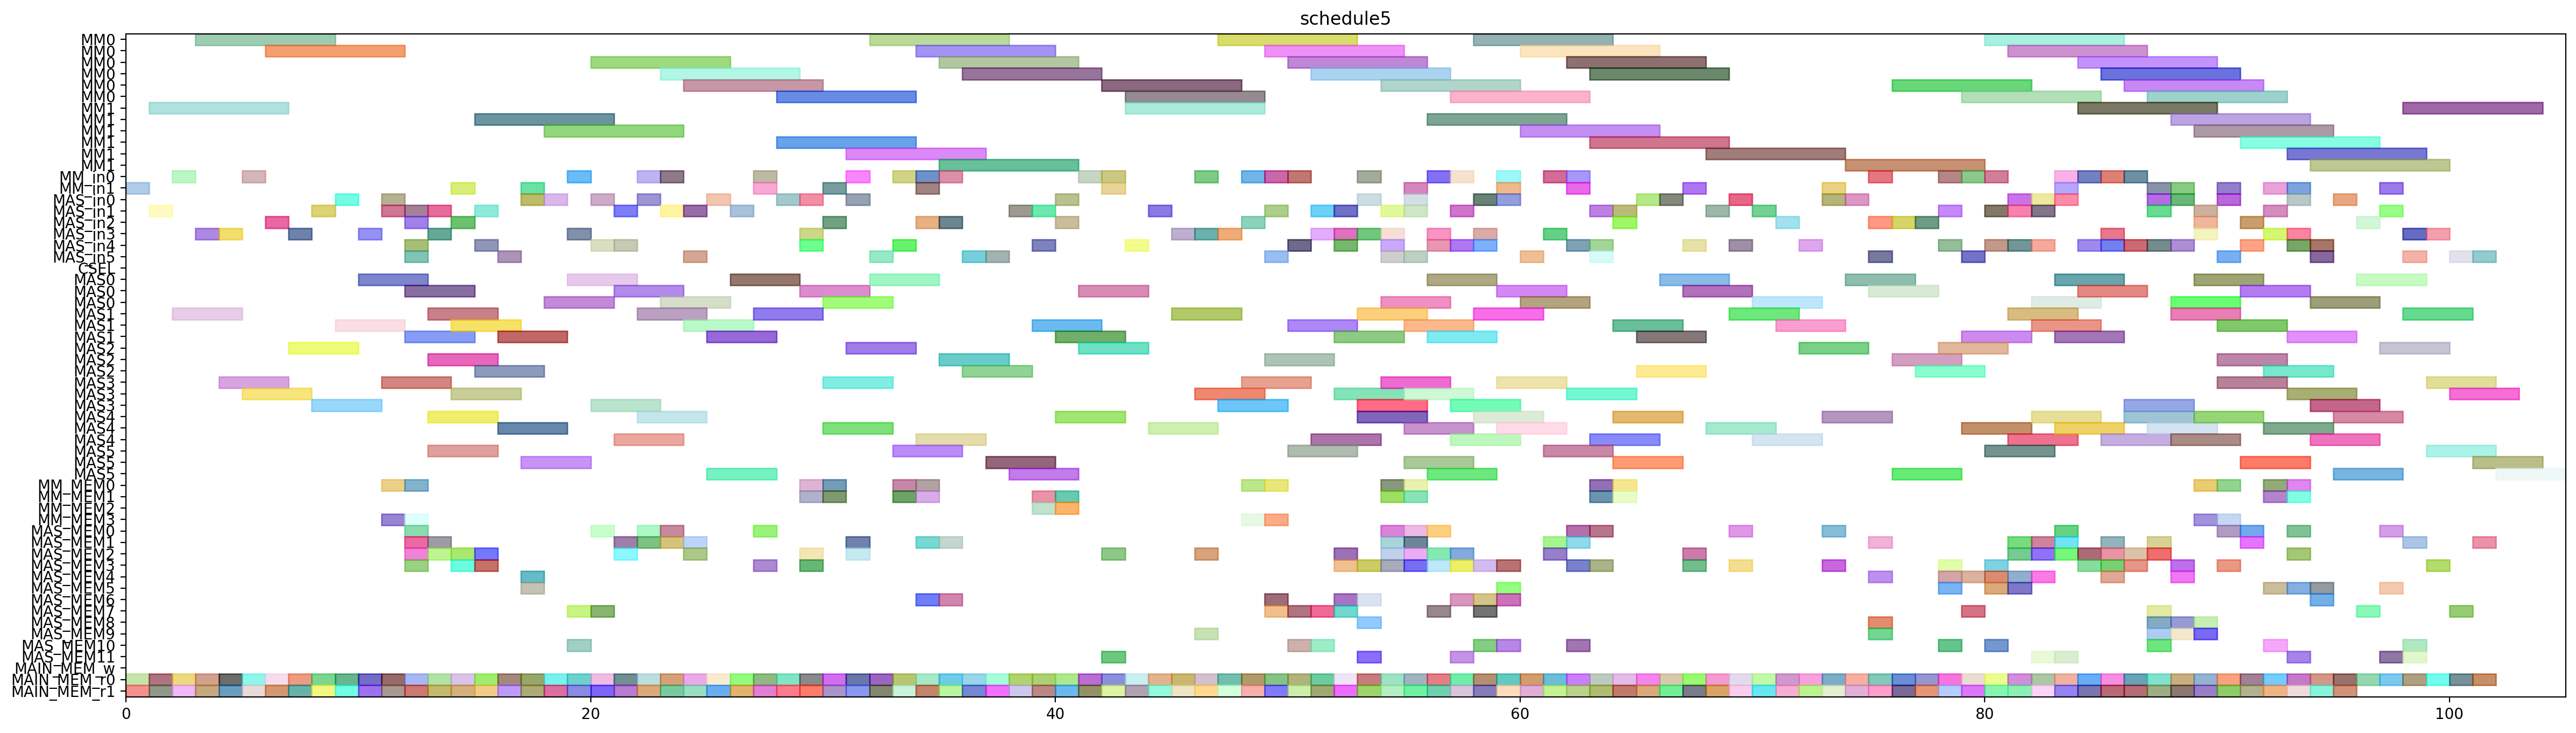 schedule5
MM0
MM0
MM0
MM0
MM0
MM0
MM1
MM1
MM1
MM1
MM1
MM1
MM_in0
MM_in1
MAS_in0
MAS_in1
MAS_in2
MAS_in3
MAS_in4
MAS_in5
CSEL
MAS0
MAS0
MAS0
MAS1
MAS1
MAS1
MAS2
MAS2
MAS2
MAS3
MAS3
MAS3
MAS4
MAS4
MAS4
MAS5
MAS5
MAS5
MM_MEM0
MM_MEM1
MM_MEM2
MM_MEM3
MAS_MEM0
MAS_MEM1
MAS_MEM2
MAS_MEM3
MAS_MEM4
MAS_MEM5
MAS_MEM6
MAS_MEM7
MAS_MEM8
MAS_MEM9
MAS_MEM10
MAS_MEM11
MAIN_MEM_w
MAIN_MEM_r0
MAIN_MEM_r1
0 20 40 60 80 100